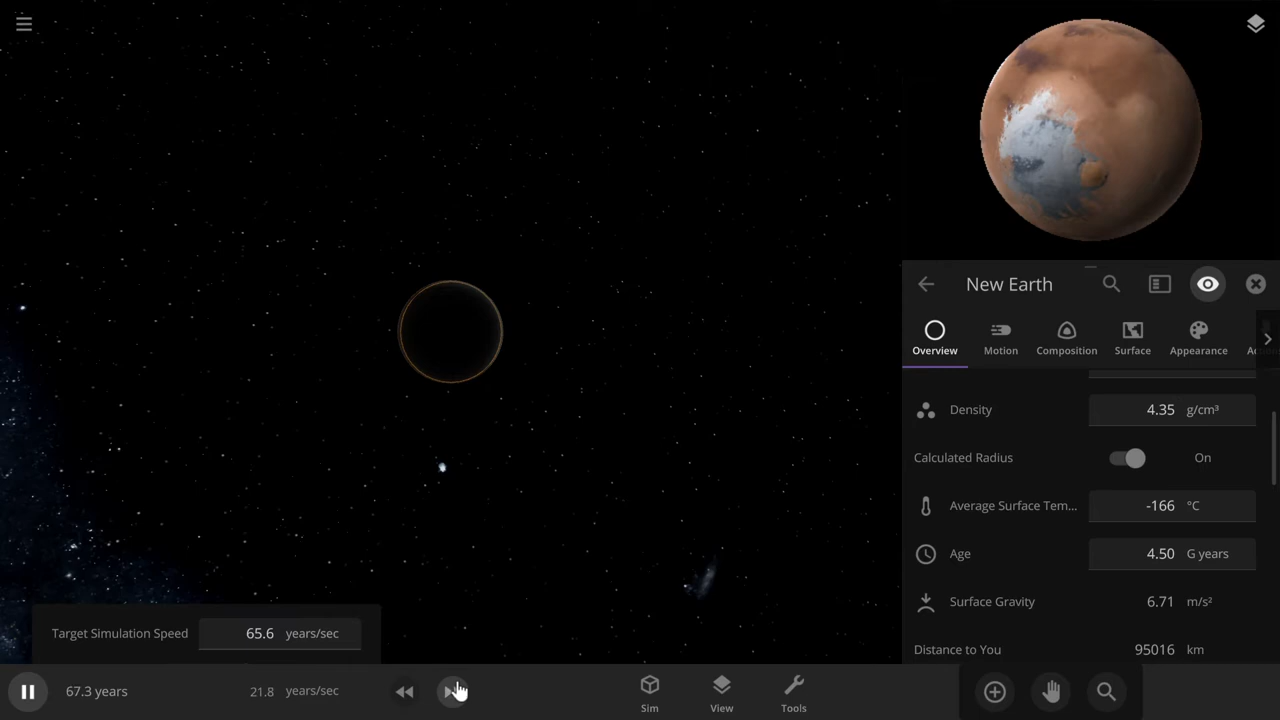 New Earth
Overview
Motion
Composition
Surface
Appearance
Density 4.35 g/cm³
Calculated Radius On
Average Surface Tem... -166 °C
Age 4.50 G years
Surface Gravity 6.71 m/s²
Distance to You 95016 km
Target Simulation Speed 65.6 years/sec
67.3 years 21.8 years/sec
Sim
View
Tools